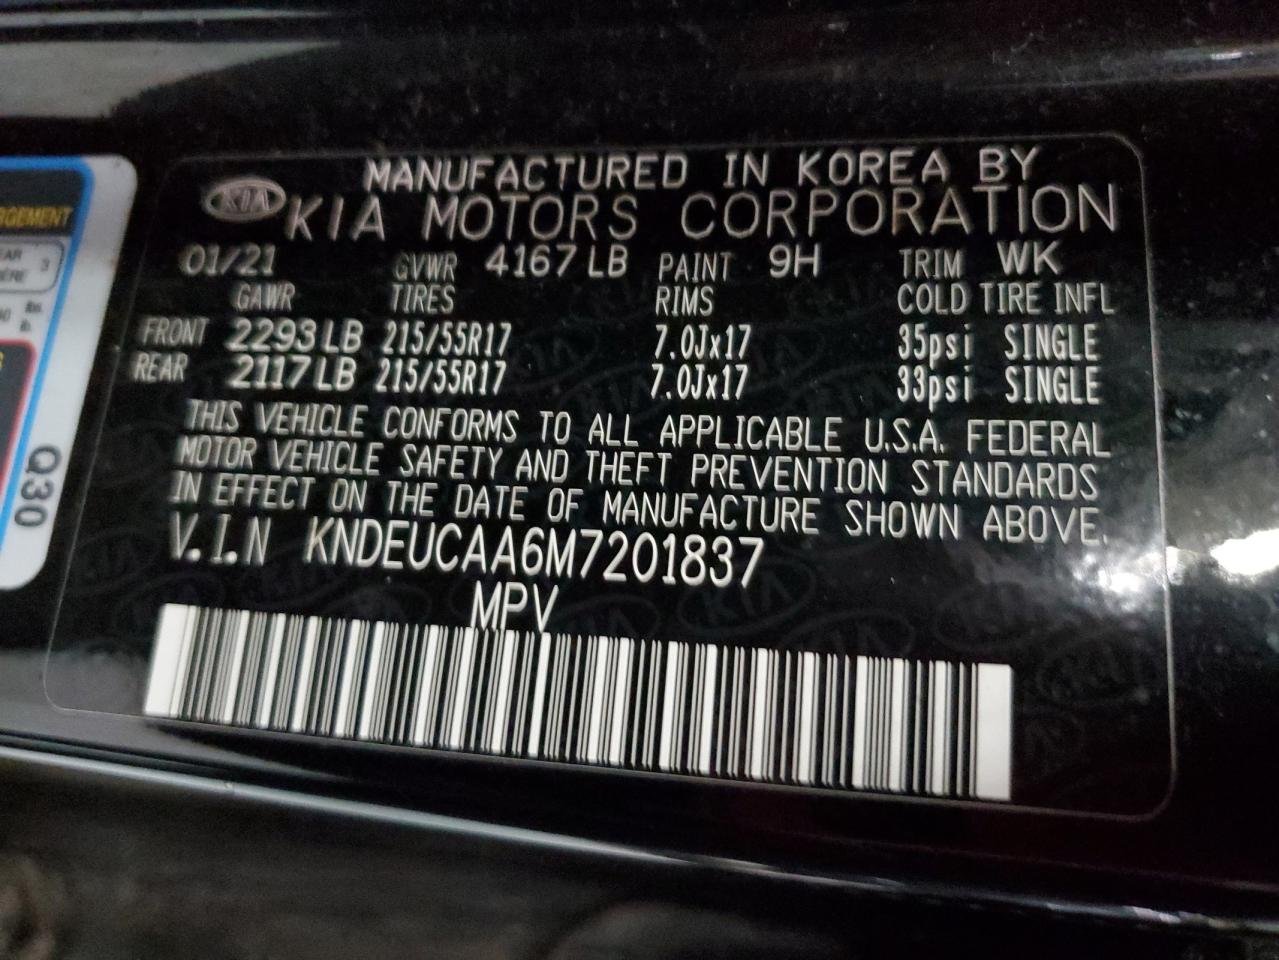 MANUFACTURED IN KOREA BY
KIA KIA MOTORS CORPORATION
01/21 GVWR 4167 LB PAINT 9H TRIM WK
GAWR TIRES RIMS COLD TIRE INFL
FRONT 2293 LB 215/55R17 7.0Jx17 35psi SINGLE
REAR 2117 LB 215/55R17 7.0Jx17 33psi SINGLE
THIS VEHICLE CONFORMS TO ALL APPLICABLE U.S.A. FEDERAL
MOTOR VEHICLE SAFETY AND THEFT PREVENTION STANDARDS
IN EFFECT ON THE DATE OF MANUFACTURE SHOWN ABOVE.
V.I.N KNDEUCAA6M7201837
MPV
3
lb.
Q30